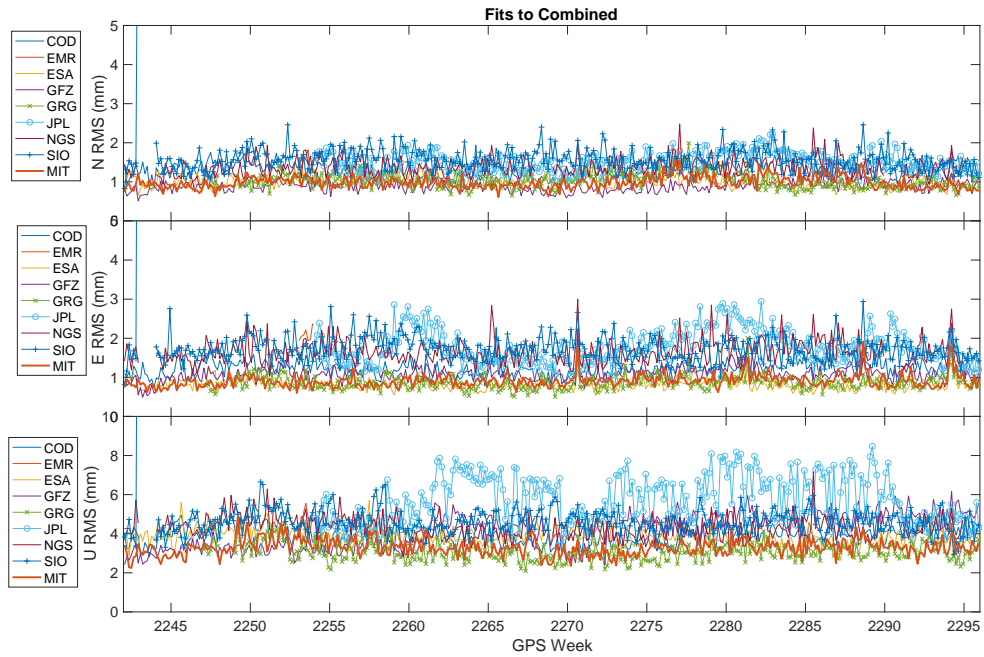 Fits to Combined
5
4
3
2
1
N RMS (mm)
COD
EMR
ESA
GFZ
GRG
JPL
NGS
SIO
MIT
5
0
4
3
2
1
E RMS (mm)
COD
EMR
ESA
GFZ
GRG
JPL
NGS
SIO
MIT
10
0
8
6
4
2
0
U RMS (mm)
COD
EMR
ESA
GFZ
GRG
JPL
NGS
SIO
MIT
2245 2250 2255 2260 2265 2270 2275 2280 2285 2290 2295
GPS Week